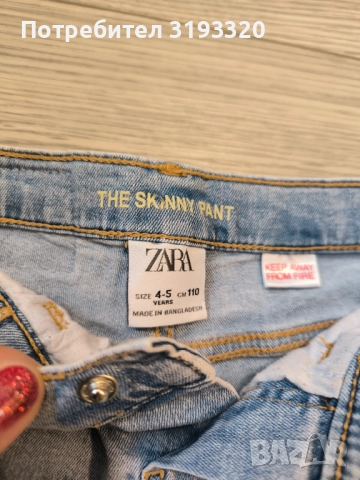 Потребител 3193320
THE SKINNY PANT
ZARA
SIZE 4-5 CM 110
YEARS
MADE IN BANGLADESH
KEEP AWAY
FROM FIRE
BAZAR